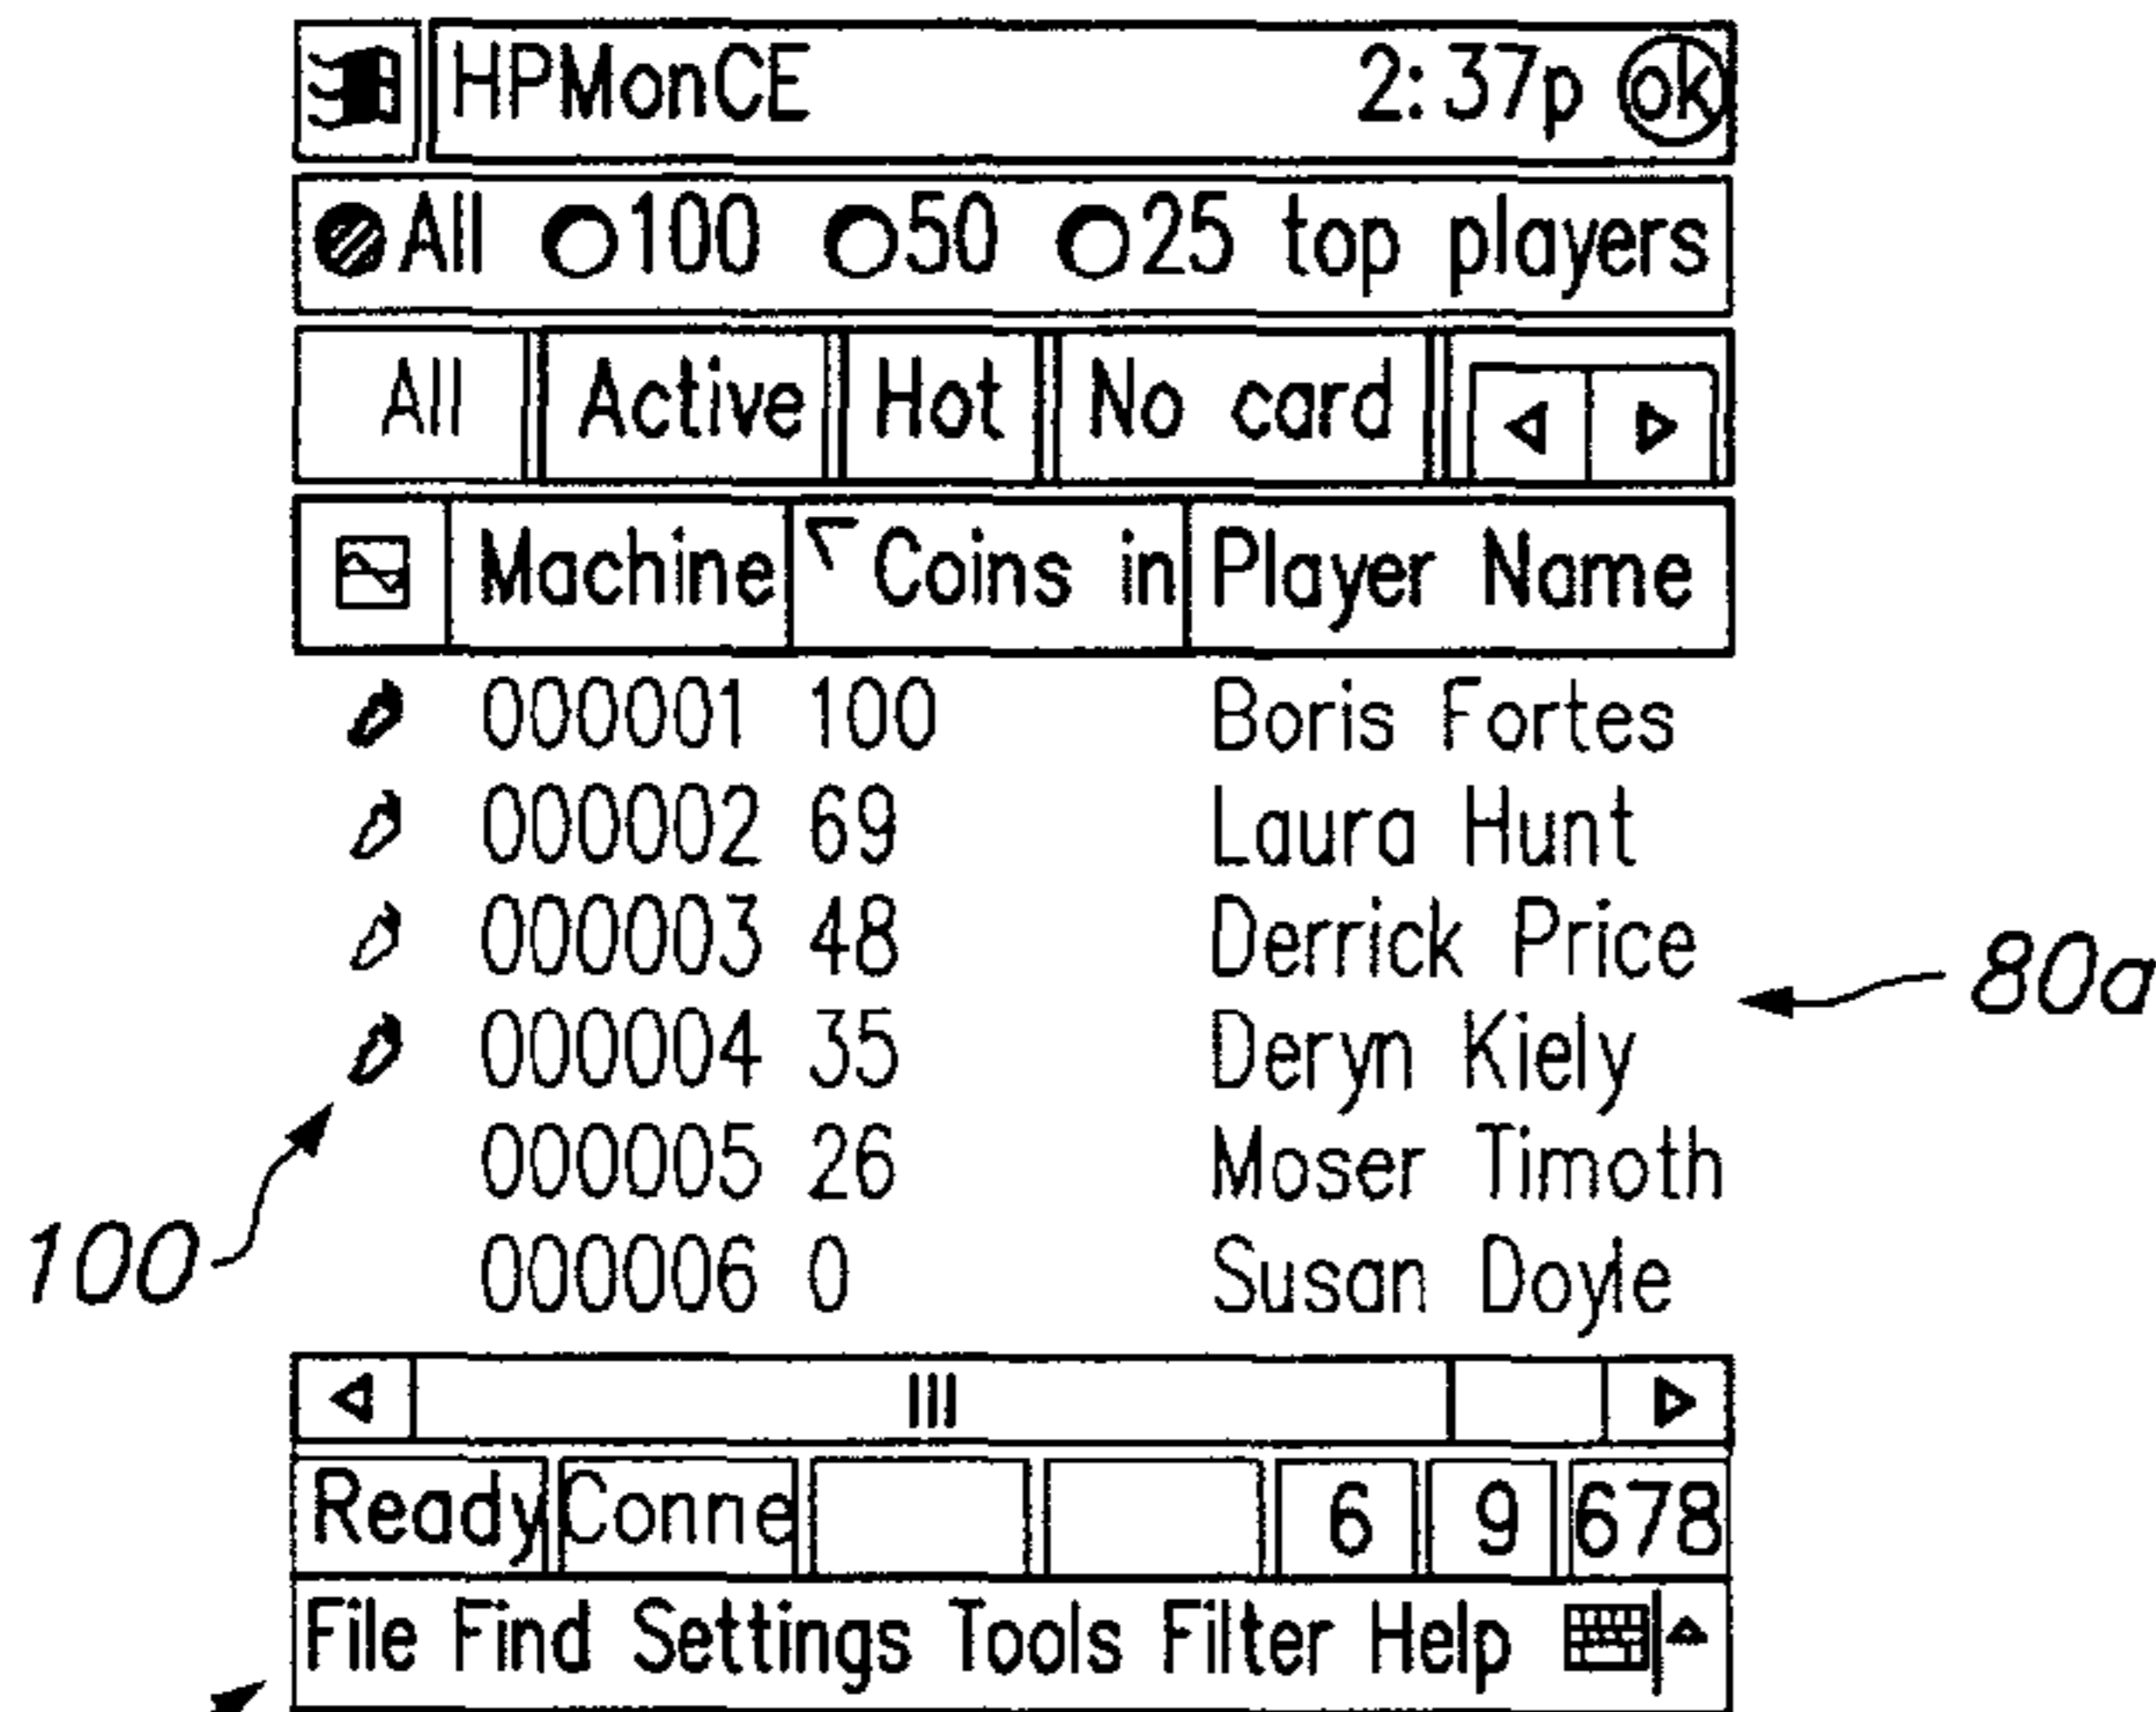 HPMonCE 2:37p ok
All 100 50 25 top players
All Active Hot No card
Machine Coins in Player Name
000001 100 Boris Fortes
000002 69 Laura Hunt
000003 48 Derrick Price
80a
000004 35 Deryn Kiely
000005 26 Moser Timoth
100
000006 0 Susan Doyle
Ready Conne 6 9 678
File Find Settings Tools Filter Help